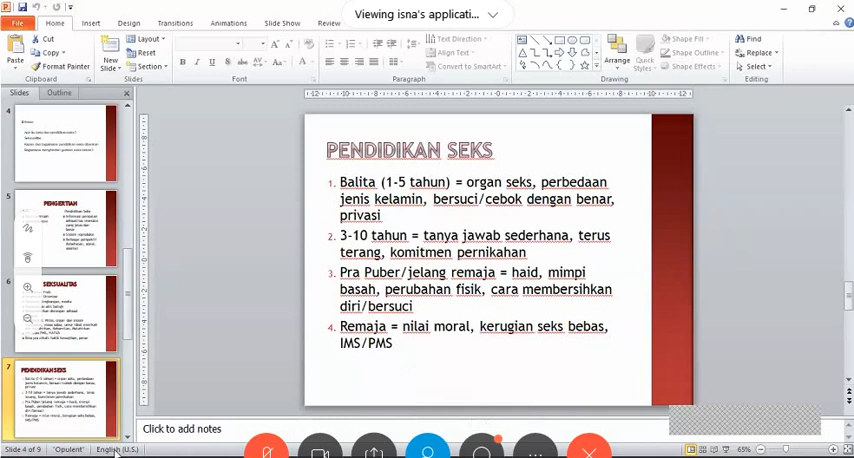 Viewing isna's applicati...
File
Home
Insert
Design
Transitions
Animations
Slide Show
Review
Paste
Cut
Copy
Format Painter
Clipboard
New
Slide
Layout
Reset
Section
Slides
B I U S
Font
Paragraph
Text Direction
Align Text
Convert to SmartArt
Drawing
Arrange
Quick
Styles
Shape Fill
Shape Outline
Shape Effects
Find
Replace
Select
Editing
Slides
Outline
4
5
PENGERTIAN
6
SEKSUALITAS
7
PENDIDIKAN SEKS
PENDIDIKAN SEKS
1. Balita (1-5 tahun) = organ seks, perbedaan
jenis kelamin, bersuci/cebok dengan benar,
privasi
2. 3-10 tahun = tanya jawab sederhana, terus
terang, komitmen pernikahan
3. Pra Puber/jelang remaja = haid, mimpi
basah, perubahan fisik, cara membersihkan
diri/bersuci
4. Remaja = nilai moral, kerugian seks bebas,
IMS/PMS
Click to add notes
Slide 4 of 9
"Opulent"
English (U.S.)
65%